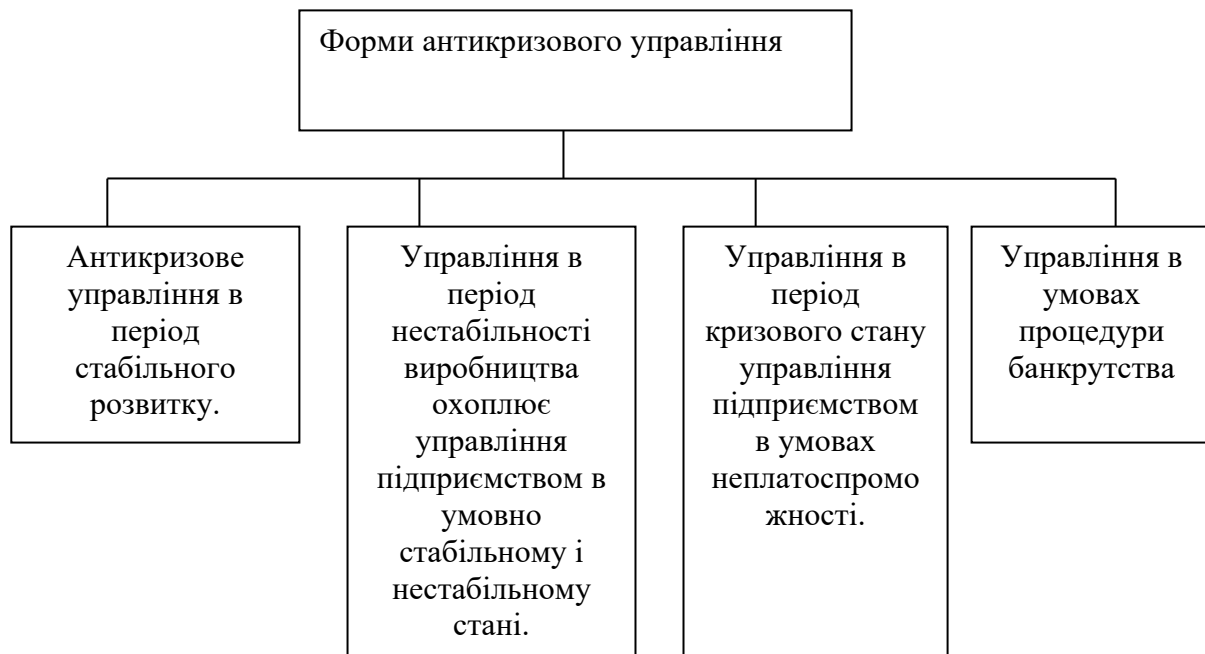 Форми антикризового управління
Антикризове
управління в
період
стабільного
розвитку.
Управління в
період
нестабільності
виробництва
охоплює
управління
підприємством в
умовно
стабільному і
нестабільному
стані.
Управління в
період
кризового стану
управління
підприємством
в умовах
неплатоспромо
жності.
Управління в
умовах
процедури
банкрутства